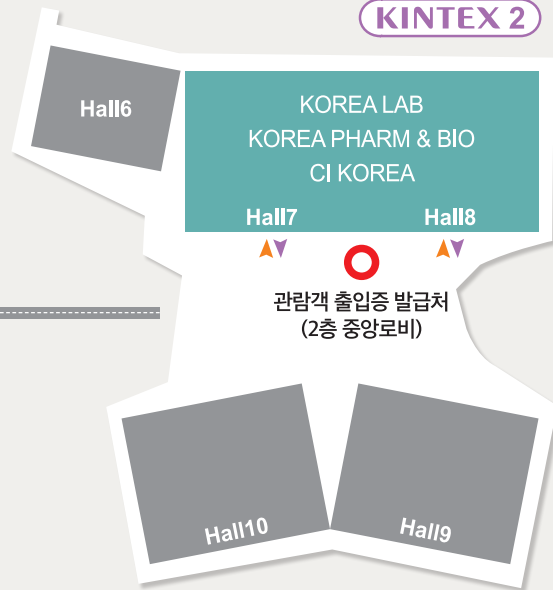 KINTEX 2
Hall6
KOREA LAB
KOREA PHARM & BIO
CI KOREA
Hall7
Hall8
관람객 출입증 발급처
(2층 중앙로비)
Hall10
Hall9